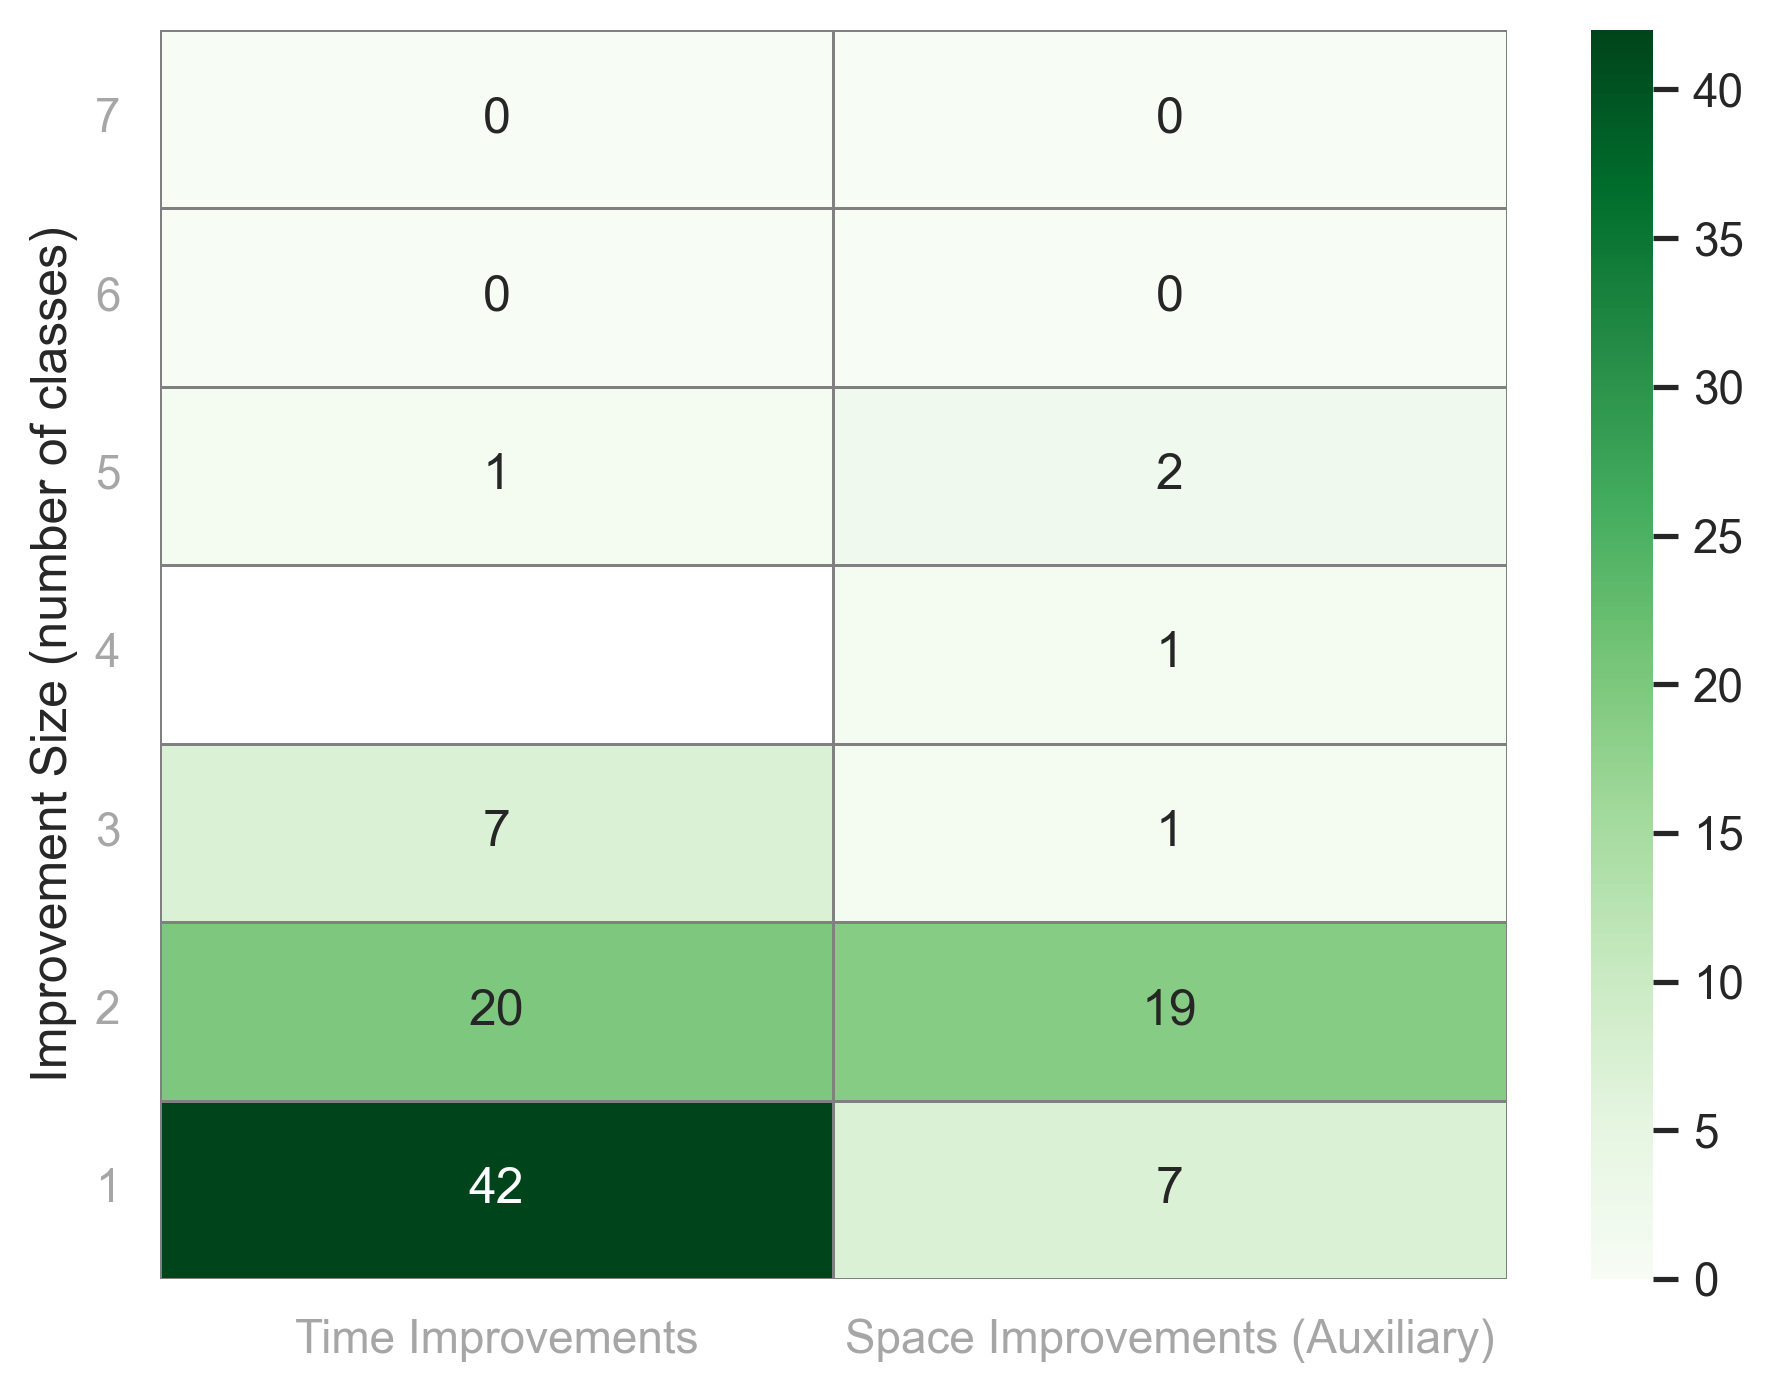 Improvement Size (number of classes)
7 0 0
6 0 0
5 1 2
4 1
3 7 1
2 20 19
1 42 7
Time Improvements Space Improvements (Auxiliary)
40
35
30
25
20
15
10
5
0